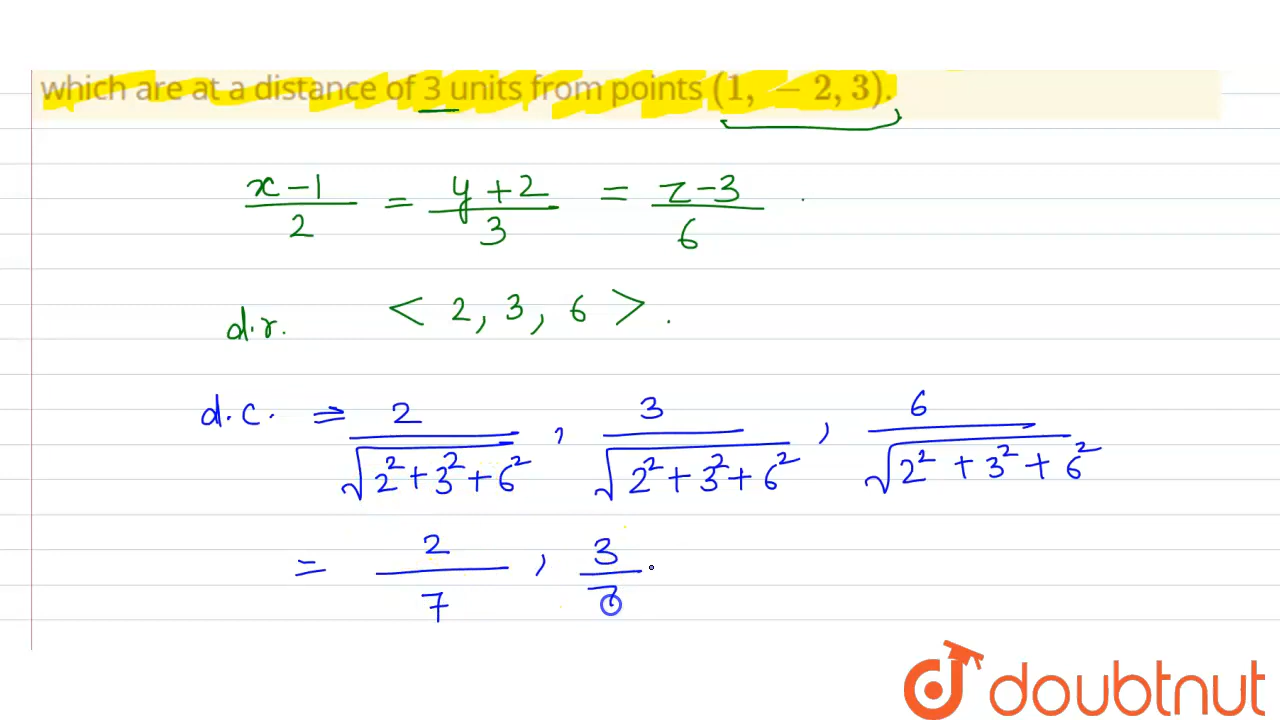 which are at a distance of 3 units from points (1, − 2, 3).
x−1/2 = y+2/3 = z−3/6 .
d.r. < 2, 3, 6 > .
d.c. ⇒ 2/√(2²+3²+6²) , 3/√(2²+3²+6²) , 6/√(2²+3²+6²)
= 2/7 , 3/7
doubtnut